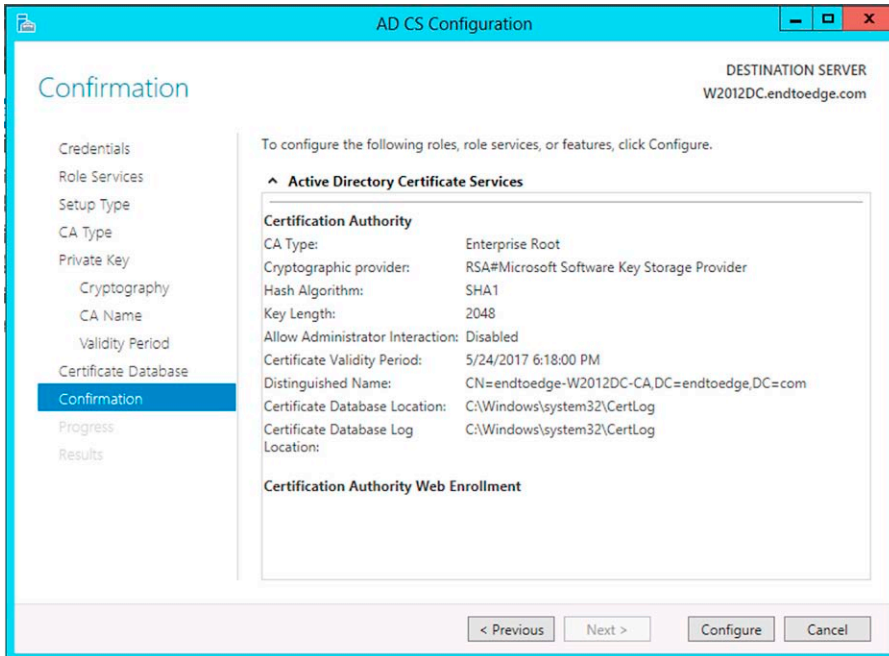 AD CS Configuration
Confirmation
DESTINATION SERVER
W2012DC.endtoedge.com
Credentials
Role Services
Setup Type
CA Type
Private Key
Cryptography
CA Name
Validity Period
Certificate Database
Confirmation
Progress
Results
To configure the following roles, role services, or features, click Configure.
Active Directory Certificate Services
Certification Authority
CA Type: Enterprise Root
Cryptographic provider: RSA#Microsoft Software Key Storage Provider
Hash Algorithm: SHA1
Key Length: 2048
Allow Administrator Interaction: Disabled
Certificate Validity Period: 5/24/2017 6:18:00 PM
Distinguished Name: CN=endtoedge-W2012DC-CA,DC=endtoedge,DC=com
Certificate Database Location: C:\Windows\system32\CertLog
Certificate Database Log C:\Windows\system32\CertLog
Location:
Certification Authority Web Enrollment
< Previous Next > Configure Cancel